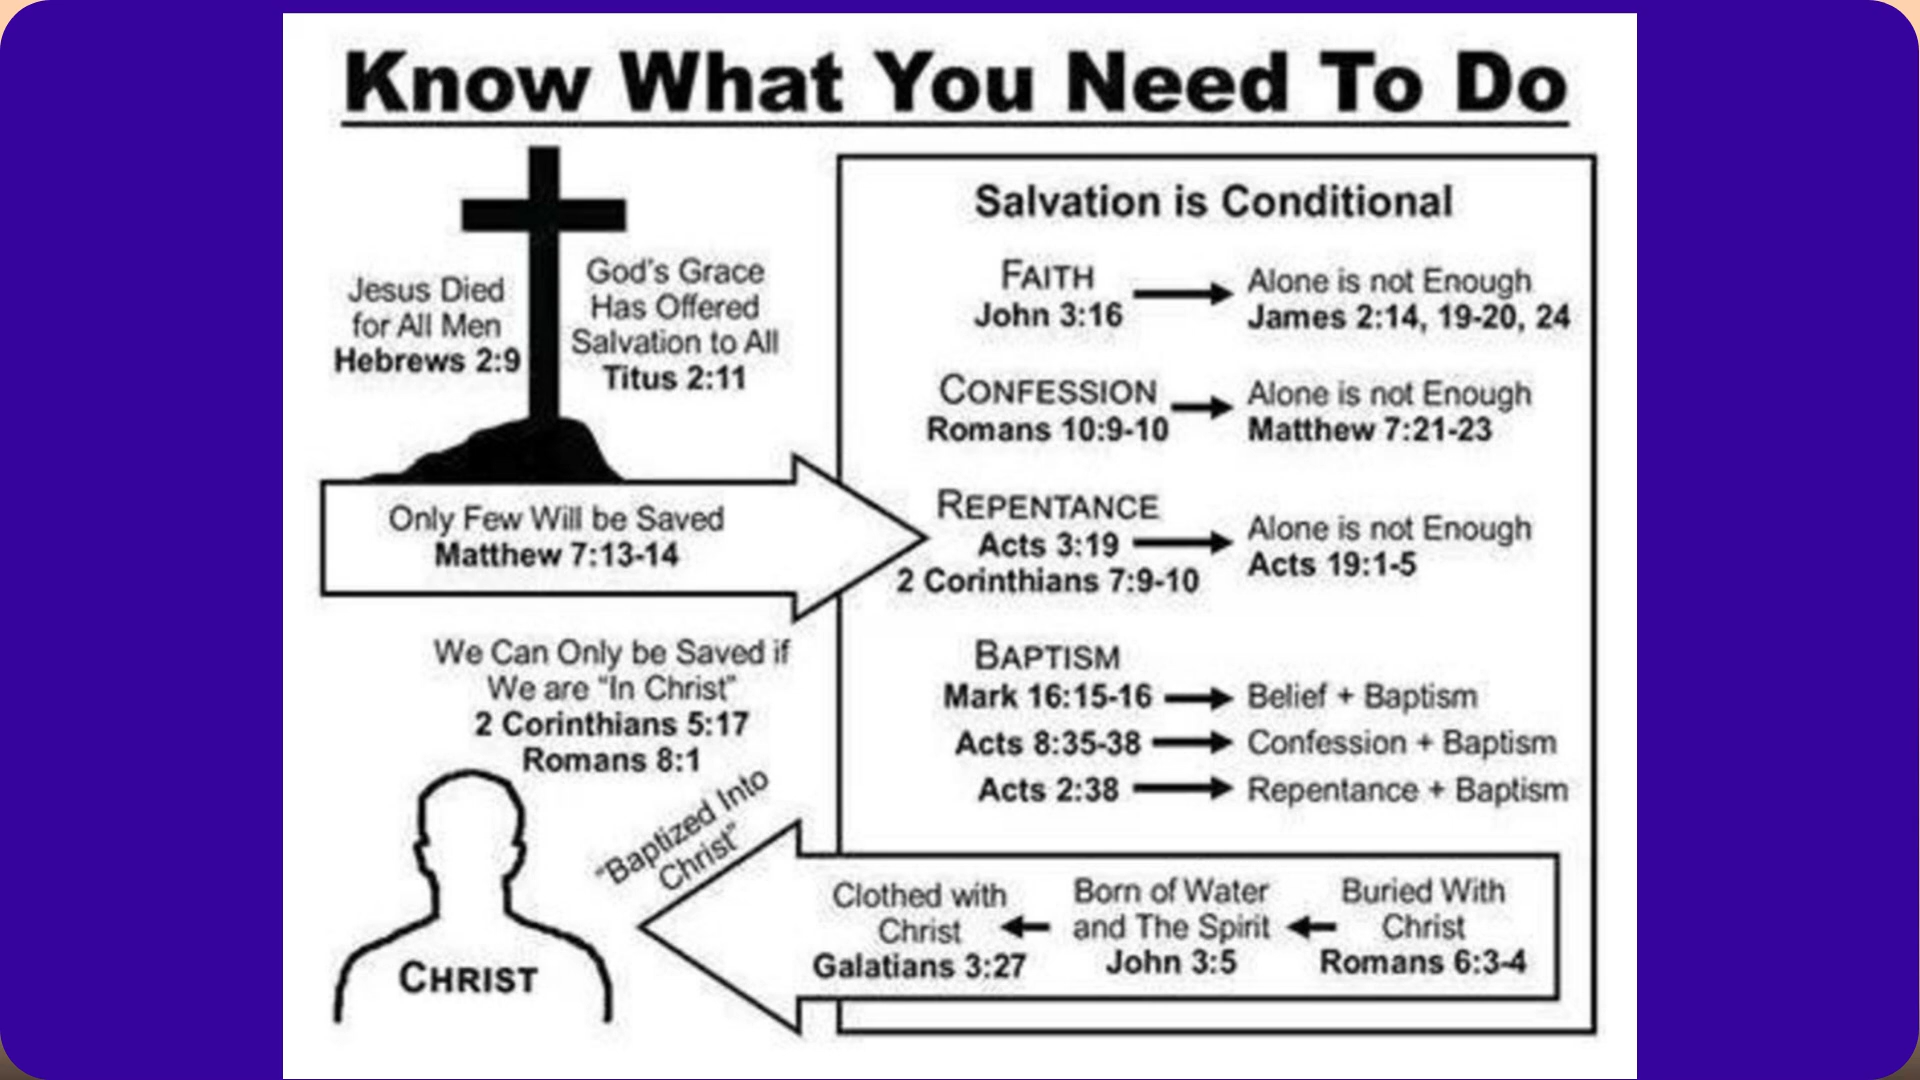 Know What You Need To Do
Jesus Died
for All Men
Hebrews 2:9
God's Grace
Has Offered
Salvation to All
Titus 2:11
Only Few Will be Saved
Matthew 7:13-14
Salvation is Conditional
FAITH
John 3:16
Alone is not Enough
James 2:14, 19-20, 24
CONFESSION
Romans 10:9-10
Alone is not Enough
Matthew 7:21-23
REPENTANCE
Acts 3:19
2 Corinthians 7:9-10
Alone is not Enough
Acts 19:1-5
BAPTISM
Mark 16:15-16
Belief + Baptism
Acts 8:35-38
Confession + Baptism
Acts 2:38
Repentance + Baptism
Buried With
Christ
Romans 6:3-4
Born of Water
and The Spirit
John 3:5
Clothed with
Christ
Galatians 3:27
"Baptized Into
Christ"
We Can Only be Saved if
We are "In Christ"
2 Corinthians 5:17
Romans 8:1
CHRIST